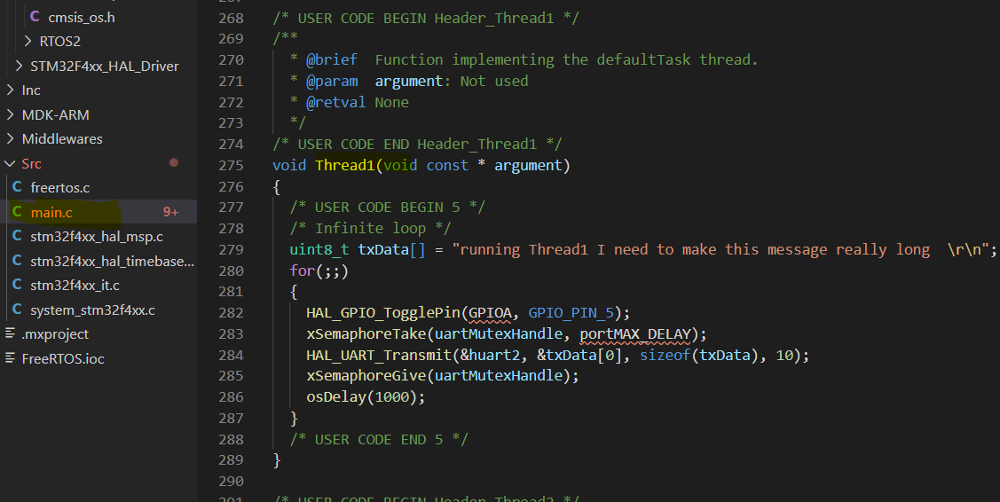 C cmsis_os.h
> RTOS2
> STM32F4xx_HAL_Driver
> Inc
> MDK-ARM
> Middlewares
Src
C freertos.c
C main.c 9+
C stm32f4xx_hal_msp.c
C stm32f4xx_hal_timebase...
C stm32f4xx_it.c
C system_stm32f4xx.c
.mxproject
FreeRTOS.ioc
268 /* USER CODE BEGIN Header_Thread1 */
269 /**
270 * @brief  Function implementing the defaultTask thread.
271 * @param  argument: Not used
272 * @retval None
273 */
274 /* USER CODE END Header_Thread1 */
275 void Thread1(void const * argument)
276 {
277 /* USER CODE BEGIN 5 */
278 /* Infinite loop */
279 uint8_t txData[] = "running Thread1 I need to make this message really long  \r\n";
280 for(;;)
281 {
282 HAL_GPIO_TogglePin(GPIOA, GPIO_PIN_5);
283 xSemaphoreTake(uartMutexHandle, portMAX_DELAY);
284 HAL_UART_Transmit(&huart2, &txData[0], sizeof(txData), 10);
285 xSemaphoreGive(uartMutexHandle);
286 osDelay(1000);
287 }
288 /* USER CODE END 5 */
289 }
290